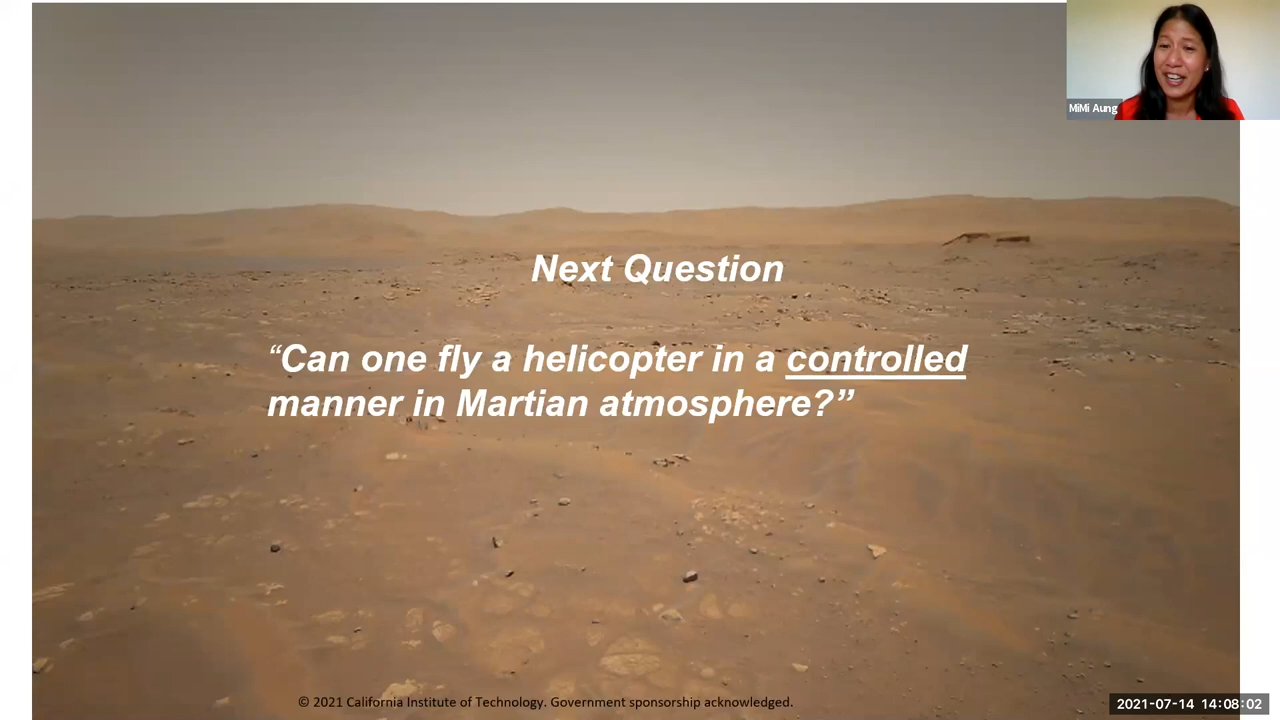 MiMi Aung
Next Question
“Can one fly a helicopter in a controlled
manner in Martian atmosphere?”
© 2021 California Institute of Technology. Government sponsorship acknowledged.
2021-07-14 14:08:02